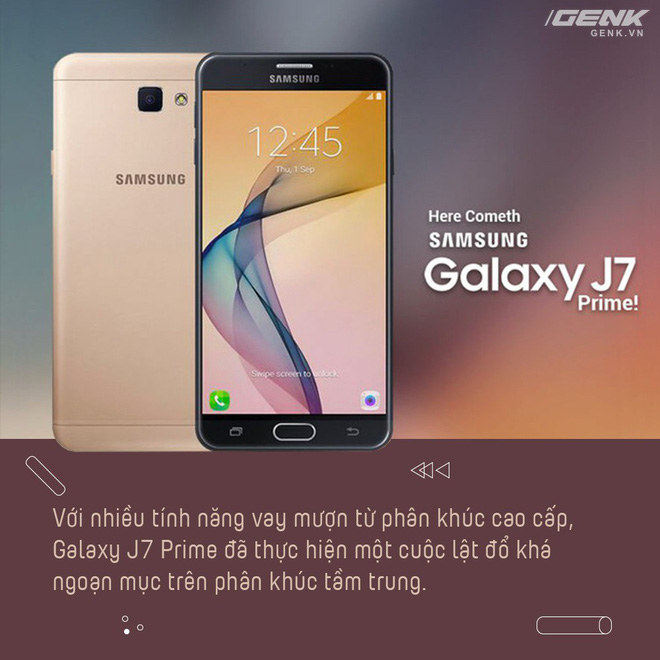 GENK
GENK.VN
SAMSUNG
12:45
Thu, 1 Sep
SAMSUNG
Here Cometh
SAMSUNG
Galaxy J7
Prime!
Swipe screen to unlock
Với nhiều tính năng vay mượn từ phân khúc cao cấp,
Galaxy J7 Prime đã thực hiện một cuộc lật đổ khá
ngoạn mục trên phân khúc tầm trung.